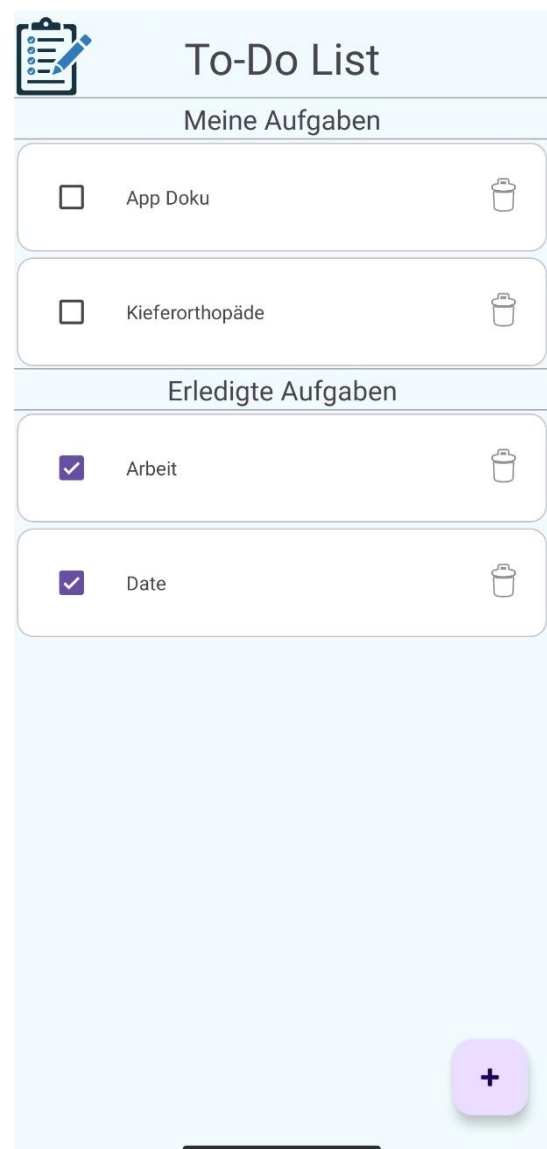 To-Do List
Meine Aufgaben
App Doku
Kieferorthopäde
Erledigte Aufgaben
Arbeit
Date
+